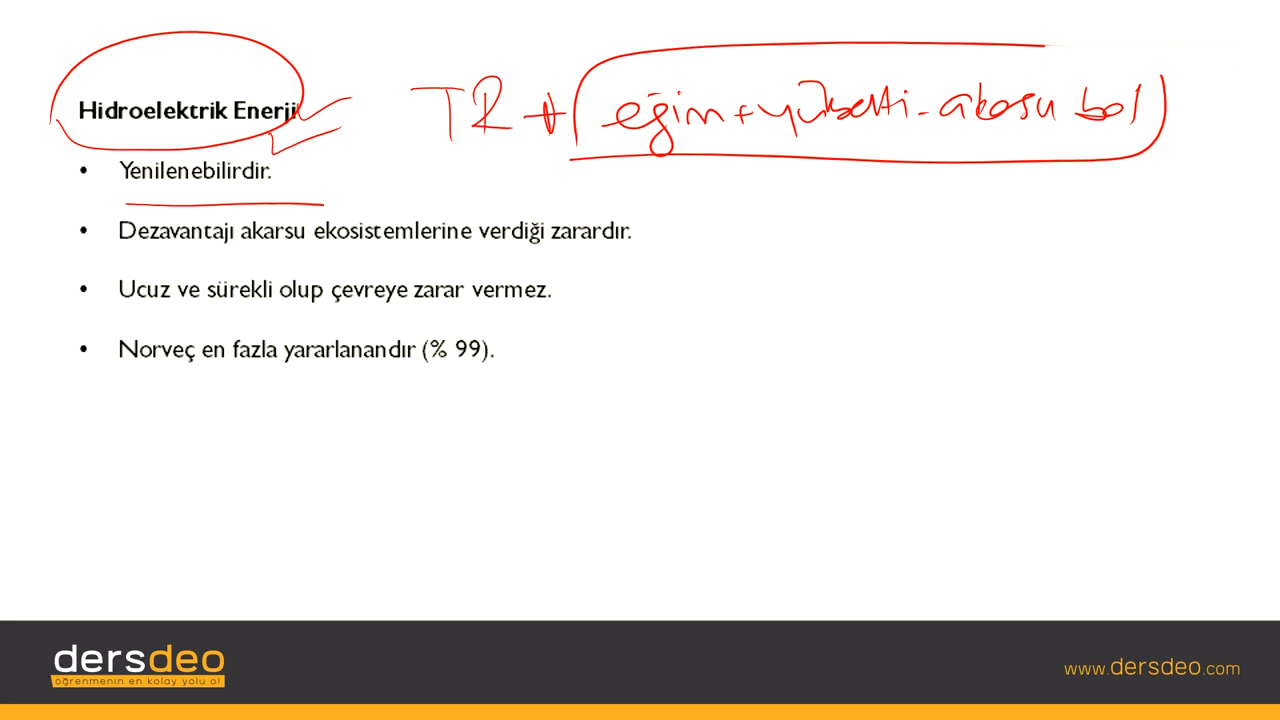 Hidroelektrik Enerji
TR + eğim + yükselti - akarsu bol
• Yenilenebilirdir.
• Dezavantajı akarsu ekosistemlerine verdiği zarardır.
• Ucuz ve sürekli olup çevreye zarar vermez.
• Norveç en fazla yararlanandır (% 99).
dersdeo
öğrenmenin en kolay yolu o!
www.dersdeo.com